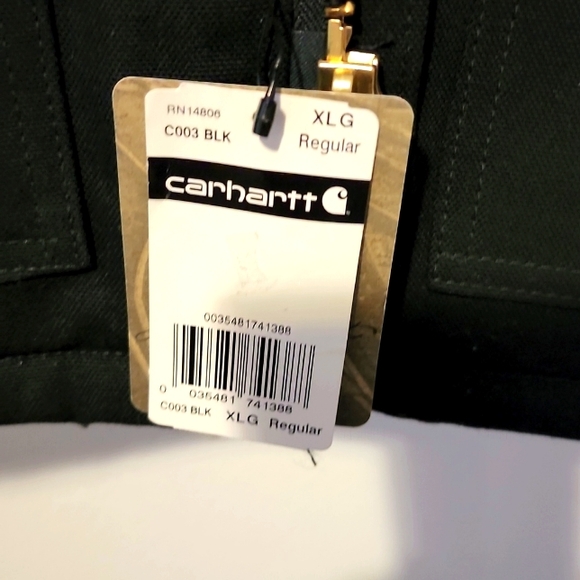 RN14806
XLG
C003 BLK
Regular
carhartt
0035481741388
0 035481 741388
C003 BLK XLG Regular